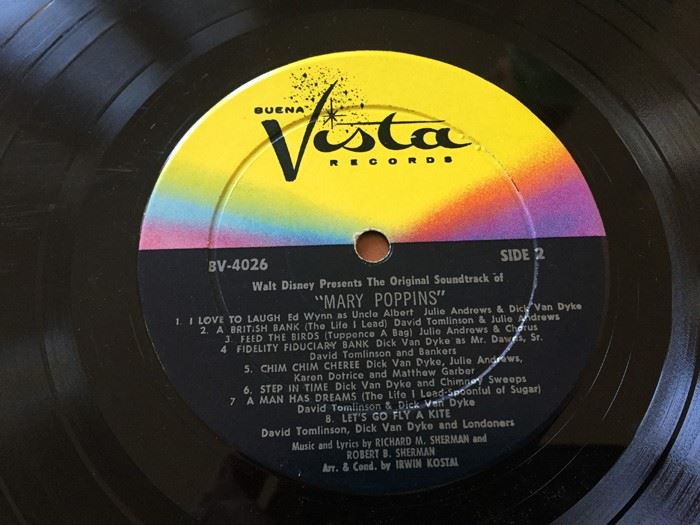 BUENA
Vista
RECORDS
BV-4026 SIDE 2
Walt Disney Presents The Original Soundtrack of
"MARY POPPINS"
1. I LOVE TO LAUGH Ed Wynn as Uncle Albert Julie Andrews & Dick Van Dyke
2. A BRITISH BANK (The Life I Lead) David Tomlinson & Julie Andrews
3. FEED THE BIRDS (Tuppence A Bag) Julie Andrews & Chorus
4 FIDELITY FIDUCIARY BANK Dick Van Dyke as Mr. Dawes, Sr.
David Tomlinson and Bankers
5. CHIM CHIM CHEREE Dick Van Dyke, Julie Andrews,
Karen Dotrice and Matthew Garber
6. STEP IN TIME Dick Van Dyke and Chimney Sweeps
7 A MAN HAS DREAMS (The Life I Lead-Spoonful of Sugar)
David Tomlinson & Dick Van Dyke
8. LET'S GO FLY A KITE
David Tomlinson, Dick Van Dyke and Londoners
Music and Lyrics by RICHARD M. SHERMAN and
ROBERT B. SHERMAN
Arr. & Cond. by IRWIN KOSTAL